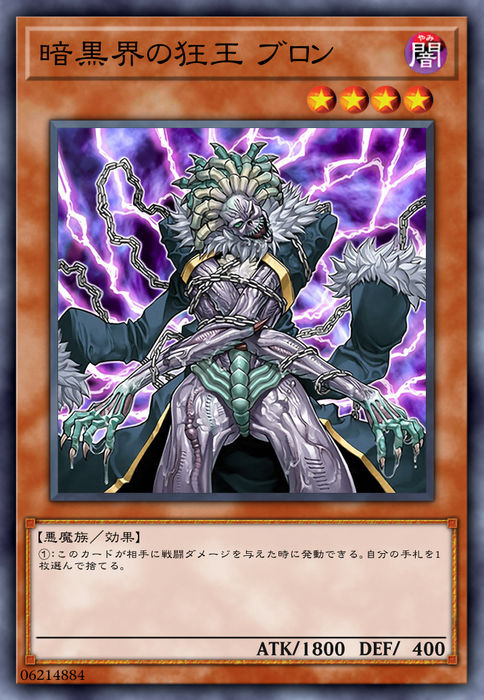 暗黒界の狂王 ブロン
やみ
闇
【悪魔族／効果】
①：このカードが相手に戦闘ダメージを与えた時に発動できる。自分の手札を1
枚選んで捨てる。
ATK/1800 DEF/ 400
06214884